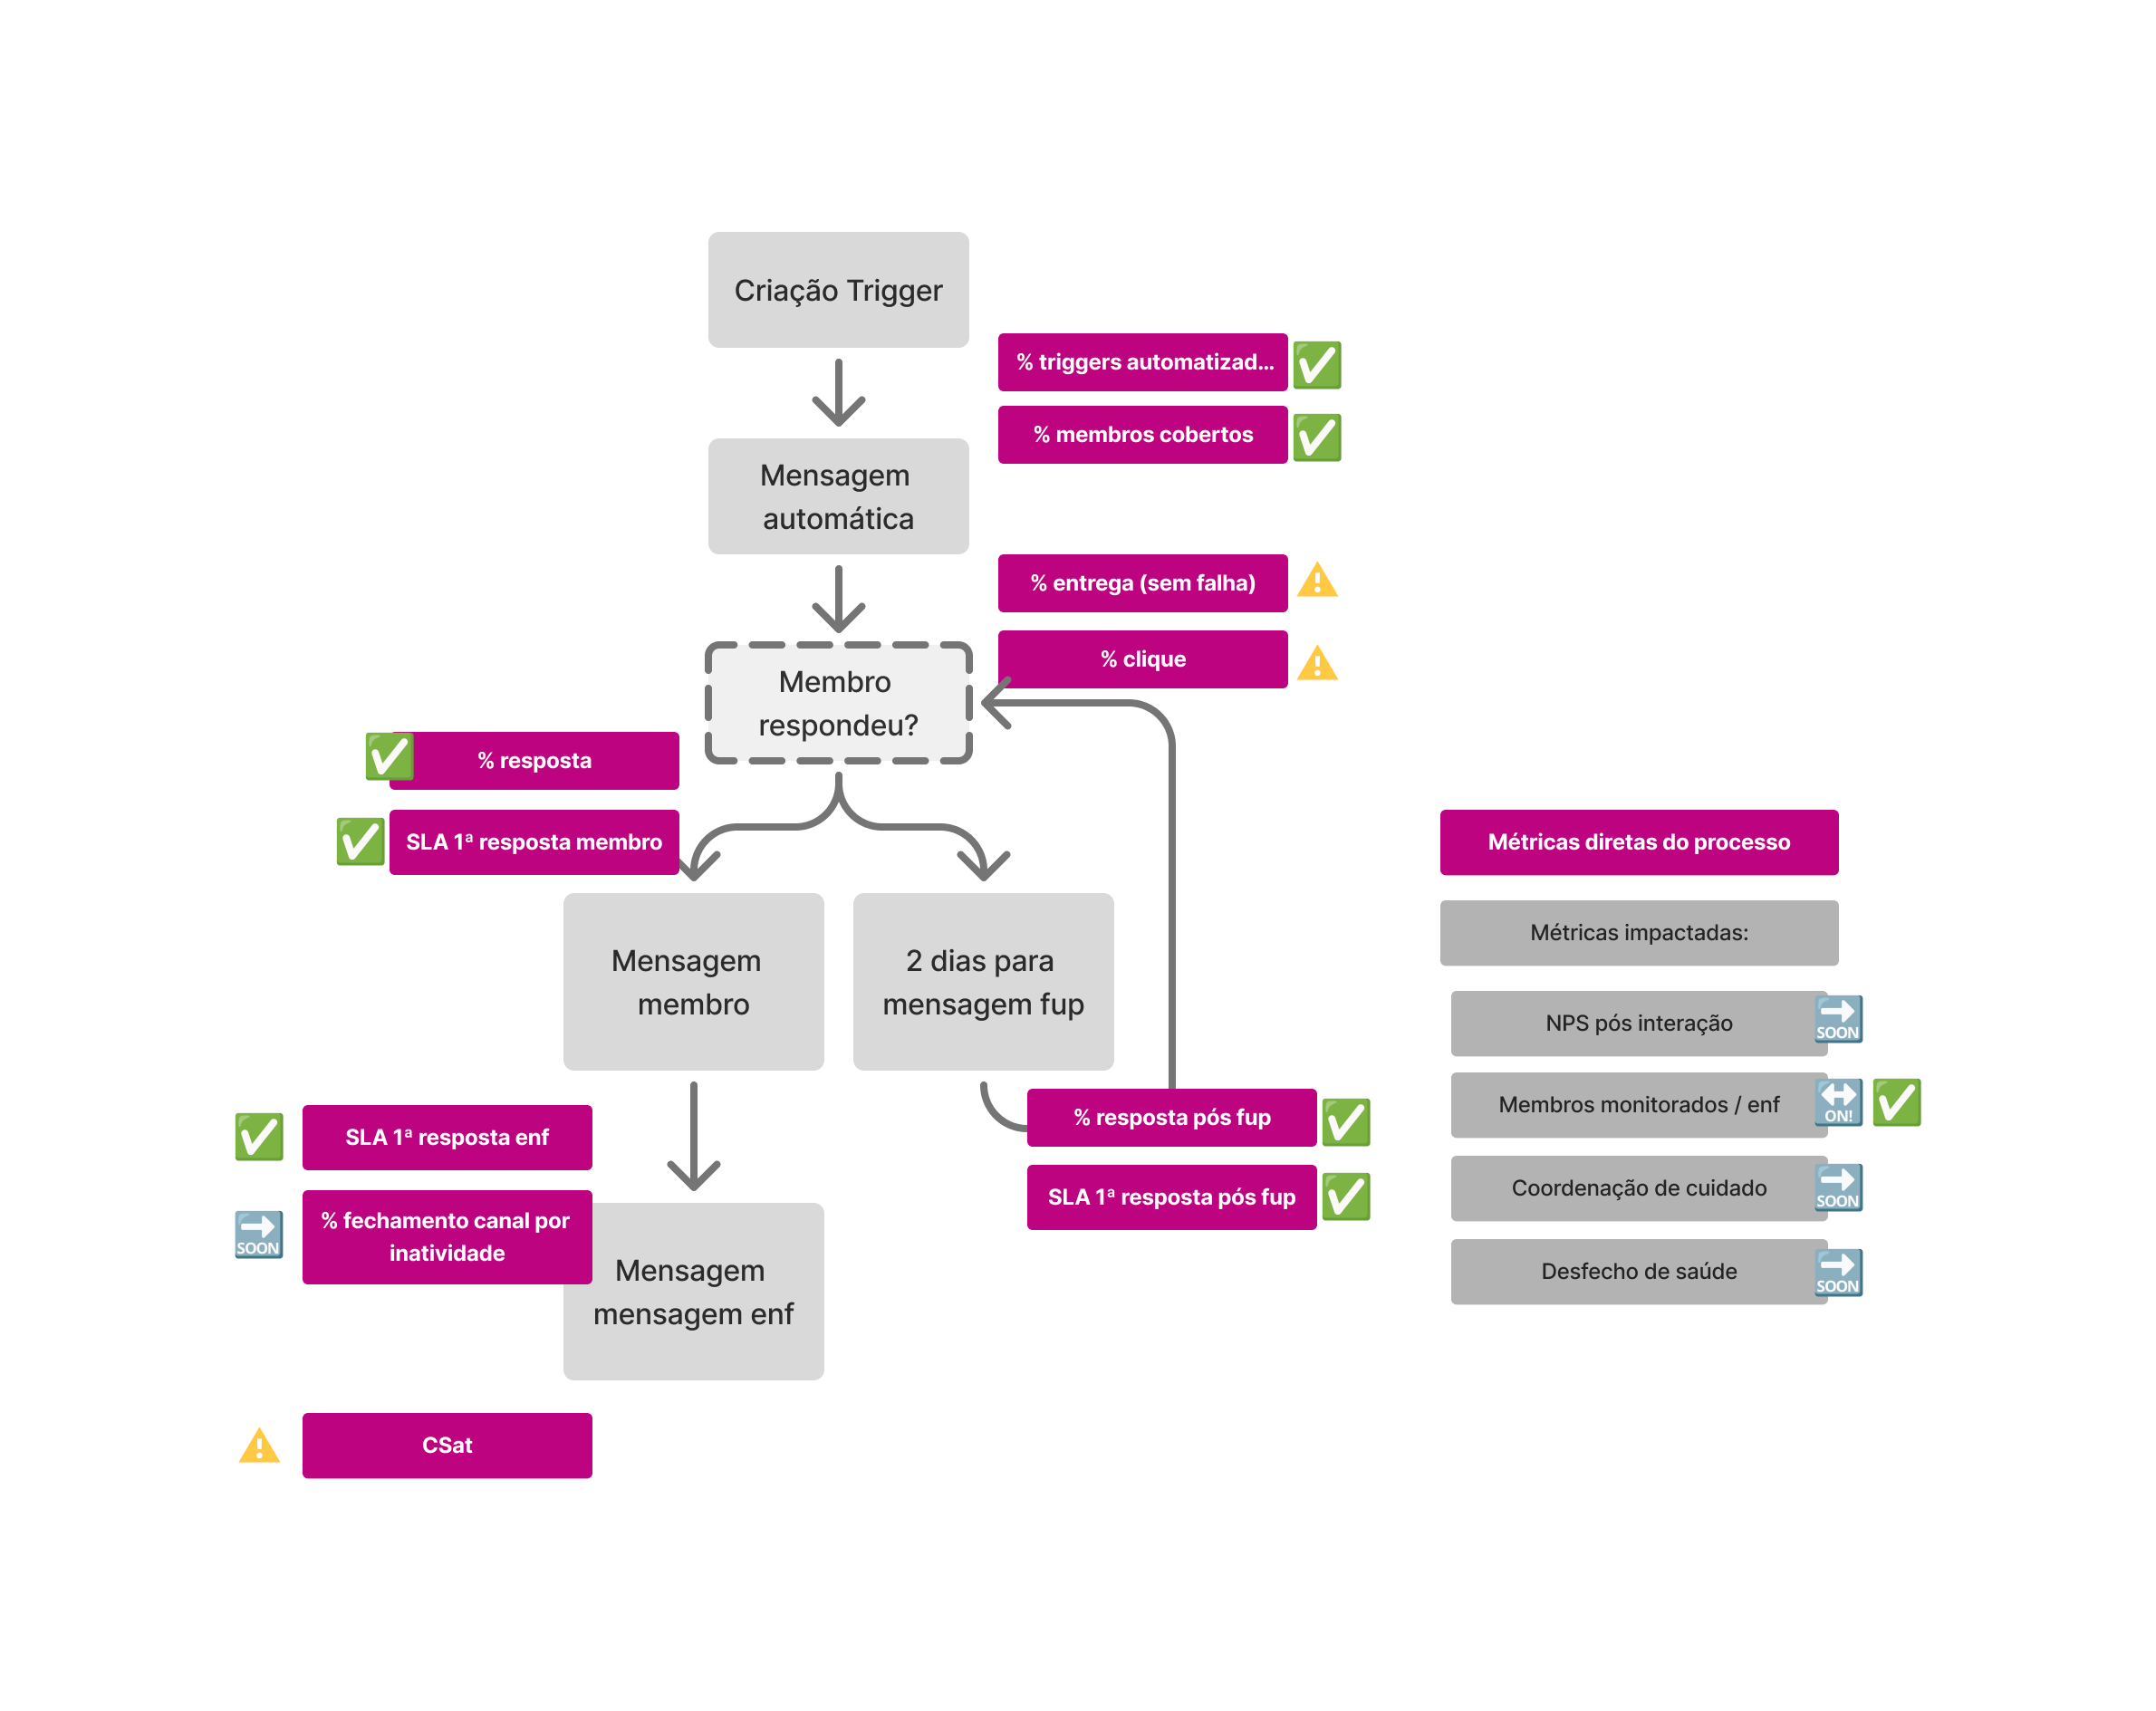 Criação Trigger
% triggers automatizad...
% membros cobertos
Mensagem
automática
% entrega (sem falha)
% clique
Membro
respondeu?
% resposta
SLA 1ª resposta membro
Mensagem
membro
2 dias para
mensagem fup
% resposta pós fup
SLA 1ª resposta pós fup
SLA 1ª resposta enf
% fechamento canal por
inatividade
SOON
Mensagem
mensagem enf
CSat
Métricas diretas do processo
Métricas impactadas:
NPS pós interação
SOON
Membros monitorados / enf
ON!
Coordenação de cuidado
SOON
Desfecho de saúde
SOON